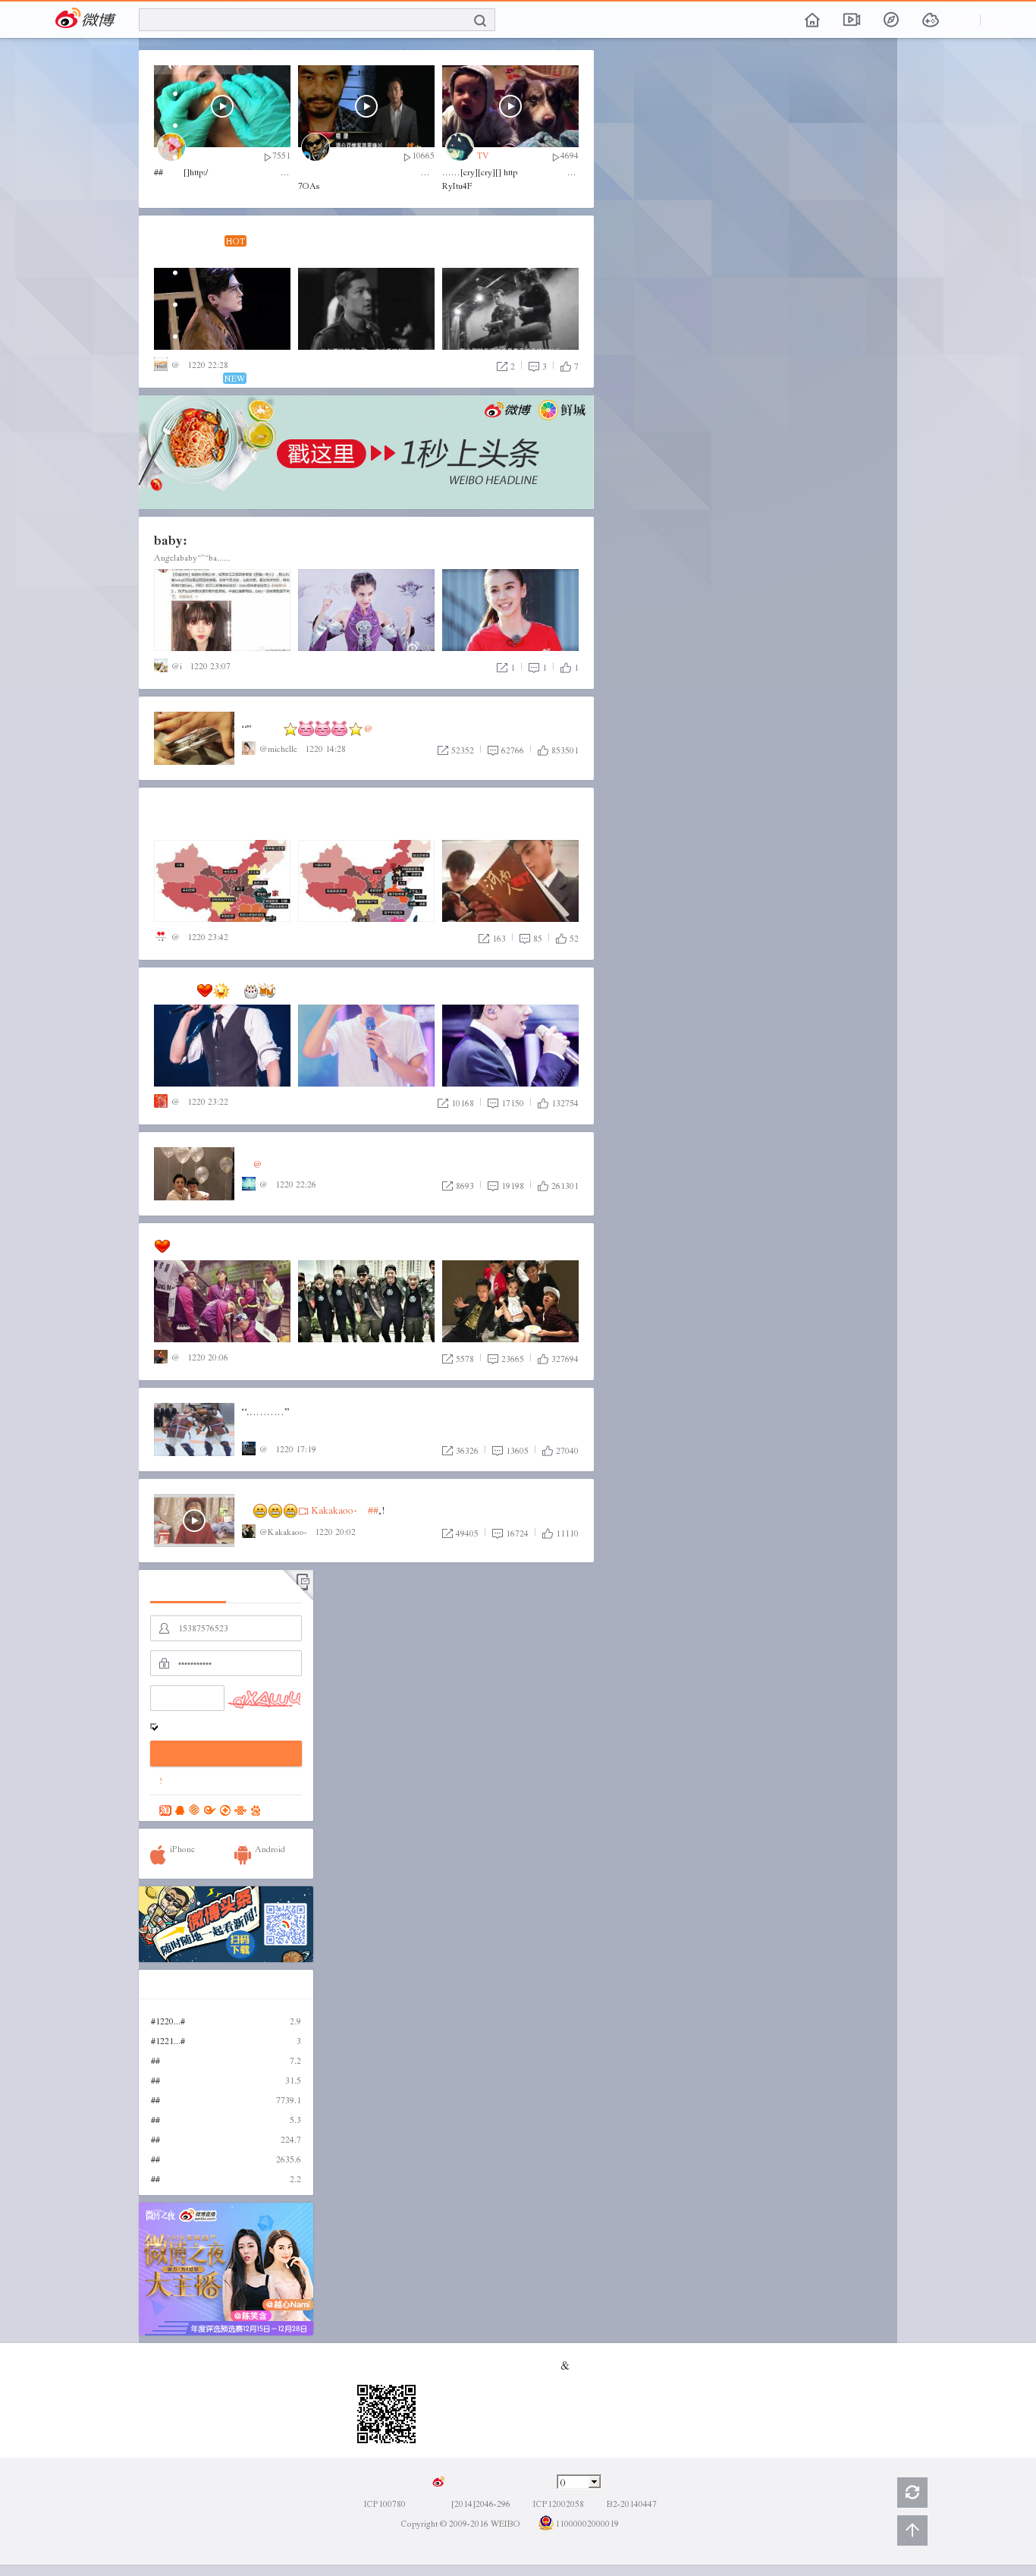 微博
7551
10665
TV
4694
## []http:/ ...
...
7OAs
......[cry][cry][] http ...
RyItu4F
HOT
@ 1220 22:28
2 3 7
NEW
微博 鲜城
戳这里 1秒上头条
WEIBO HEADLINE
baby:
Angelababy“”“ba......
@i 1220 23:07
1 1 1
@
@michelle 1220 14:28
52352 62766 853501
@ 1220 23:42
163 85 52
@ 1220 23:22
10168 17150 132754
@
@ 1220 22:26
8693 19198 261301
@ 1220 20:06
5578 23665 327694
“…………”
@ 1220 17:19
36326 13605 27040
Kakakaoo- ##,!
@Kakakaoo- 1220 20:02
49405 16724 11110
15387576523
•••••••••••
!
iPhone Android
微博头条
随时随地一起看新闻!
扫码
下载
#1220...# 2.9
#1221...# 3
## 7.2
## 31.5
## 7739.1
## 5.3
## 224.7
## 2635.6
## 2.2
微博之夜 微博直播
微博之夜
大主播
@越心Nami
@陈笑含
年度评选预选赛12月15日－12月28日
&
()
ICP100780 [2014]2046-296 ICP12002058 B2-20140447
Copyright © 2009-2016 WEIBO 11000002000019